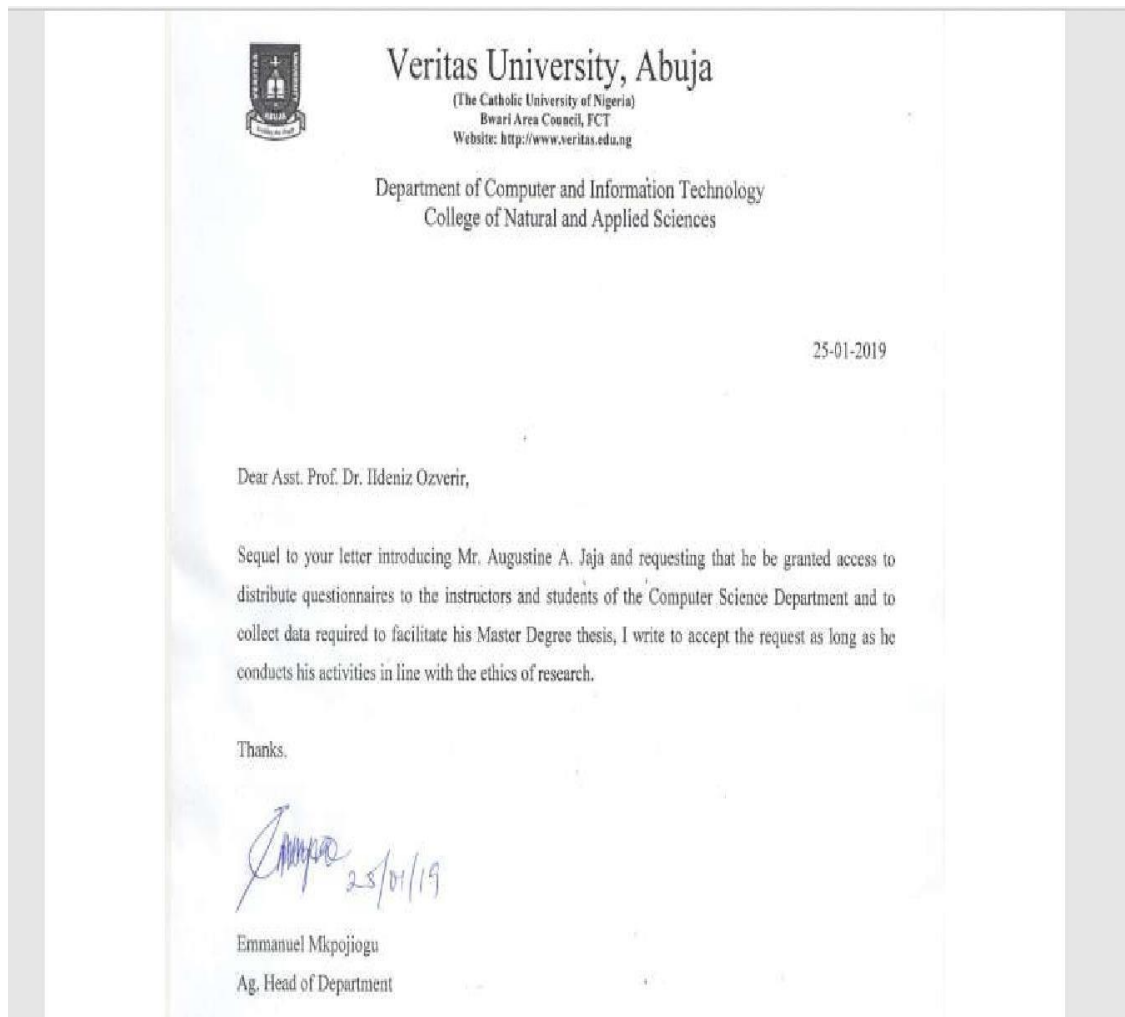 Veritas University, Abuja
(The Catholic University of Nigeria)
Bwari Area Council, FCT
Website: http://www.veritas.edu.ng
Department of Computer and Information Technology
College of Natural and Applied Sciences
25-01-2019
Dear Asst. Prof. Dr. Ildeniz Ozverir,
Sequel to your letter introducing Mr. Augustine A. Jaja and requesting that he be granted access to
distribute questionnaires to the instructors and students of the Computer Science Department and to
collect data required to facilitate his Master Degree thesis, I write to accept the request as long as he
conducts his activities in line with the ethics of research.
Thanks.
25/01/19
Emmanuel Mkpojiogu
Ag. Head of Department